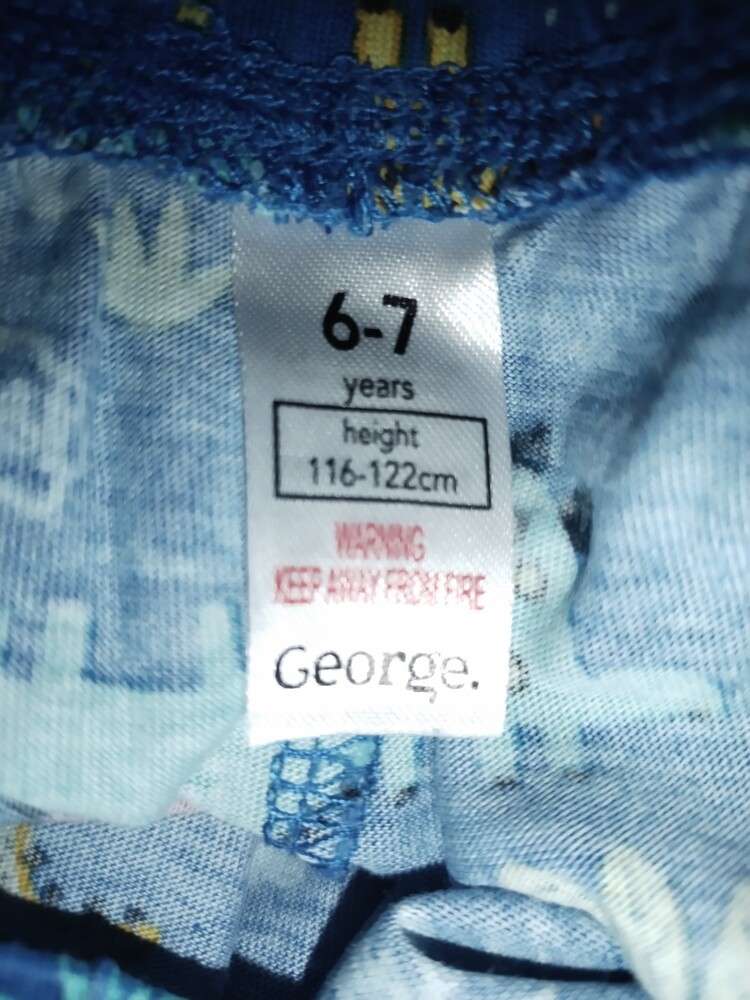 6-7
years
height
116-122cm
WARNING
KEEP AWAY FROM FIRE
George.